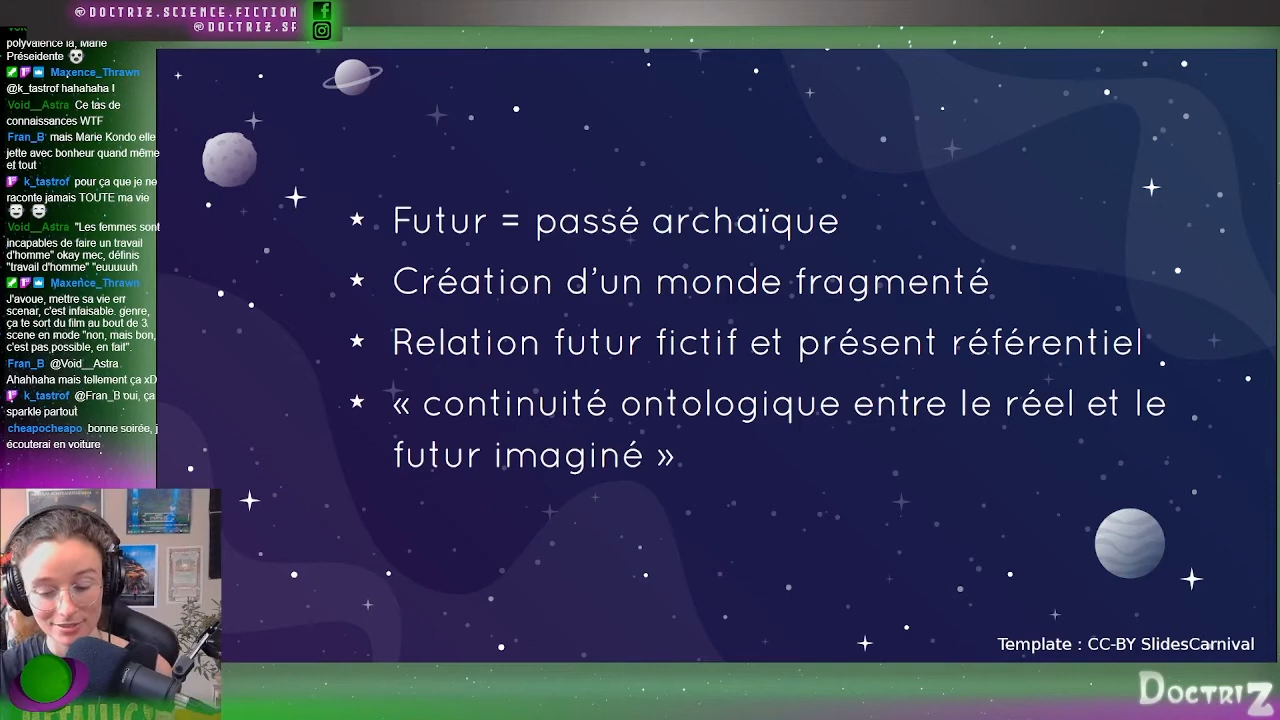 @DOCTRIZ.SCIENCE.FICTION
@DOCTRIZ.SF
polyvalence là, Marie
Préseidente
Maxence_Thrawn
@k_tastrof hahahaha !
Void__Astra Ce tas de
connaissances WTF
Fran_B mais Marie Kondo elle
jette avec bonheur quand même
et tout
k_tastrof pour ça que je ne
raconte jamais TOUTE ma vie
Void__Astra "Les femmes sont
incapables de faire un travail
d'homme" okay mec, définis
"travail d'homme" "euuuuuh
Maxence_Thrawn
J'avoue, mettre sa vie err
scenar, c'est infaisable. genre,
ça te sort du film au bout de 3
scene en mode "non, mais bon,
c'est pas possible, en fait".
Fran_B @Void__Astra
Ahahhaha mais tellement ça xD
k_tastrof @Fran_B oui, ça
sparkle partout
cheapocheapo bonne soirée, j
écouterai en voiture
★ Futur = passé archaïque
★ Création d'un monde fragmenté
★ Relation futur fictif et présent référentiel
★ « continuité ontologique entre le réel et le
futur imaginé »
Template : CC-BY SlidesCarnival
DOCTRIZ